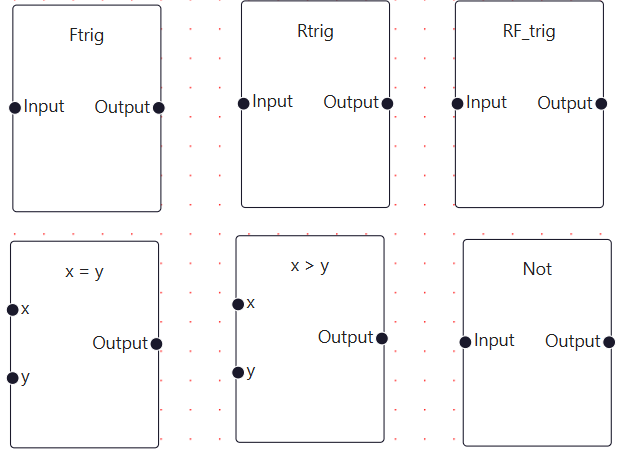 Ftrig
Input Output
Rtrig
Input Output
RF_trig
Input Output
x = y
x
Output
y
x > y
x
Output
y
Not
Input Output